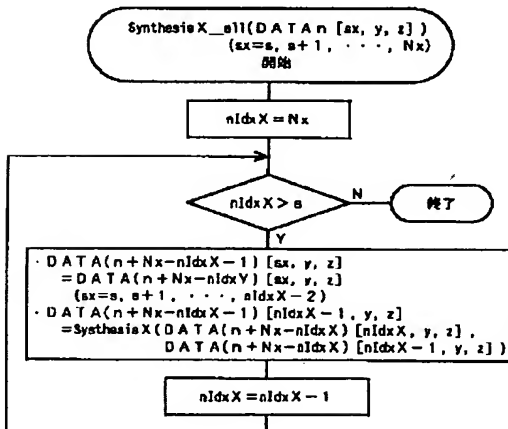 SynthesisX_all(DATAn [sx, y, z] )
(sx=s, s+1, ・・・, Nx)
開始
nIdxX=Nx
nIdxX>s
N
終了
Y
・DATA(n+Nx-nIdxX-1) [sx, y, z]
=DATA(n+Nx-nIdxY) [sx, y, z]
(sx=s, s+1, ・・・, nIdxX-2)
・DATA(n+Nx-nIdxX-1) [nIdxX-1, y, z]
=SynthesisX(DATA(n+Nx-nIdxX) [nIdxX, y, z] ,
DATA(n+Nx-nIdxX) [nIdxX-1, y, z] )
nIdxX=nIdxX-1